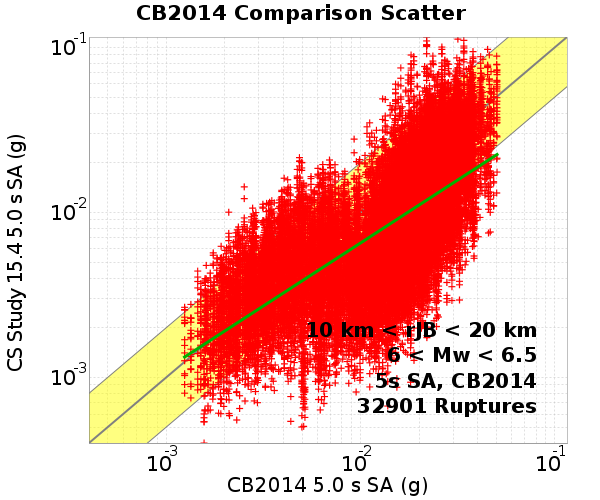 CB2014 Comparison Scatter
CS Study 15.4 5.0 s SA (g)
10⁻¹
10⁻²
10⁻³
10 km < rJB < 20 km
6 < Mw < 6.5
5s SA, CB2014
32901 Ruptures
10⁻³
10⁻²
10⁻¹
CB2014 5.0 s SA (g)